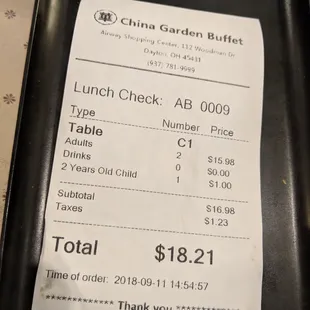 China Garden Buffet
Airway Shopping Center, 112 Woodman Dr
Dayton, OH 45431
(937) 781-9999
Lunch Check: AB 0009
Type Number Price
Table C1
Adults 2 $15.98
Drinks 0 $0.00
2 Years Old Child 1 $1.00
Subtotal $16.98
Taxes $1.23
Total $18.21
Time of order: 2018-09-11 14:54:57
************ Thank you ************